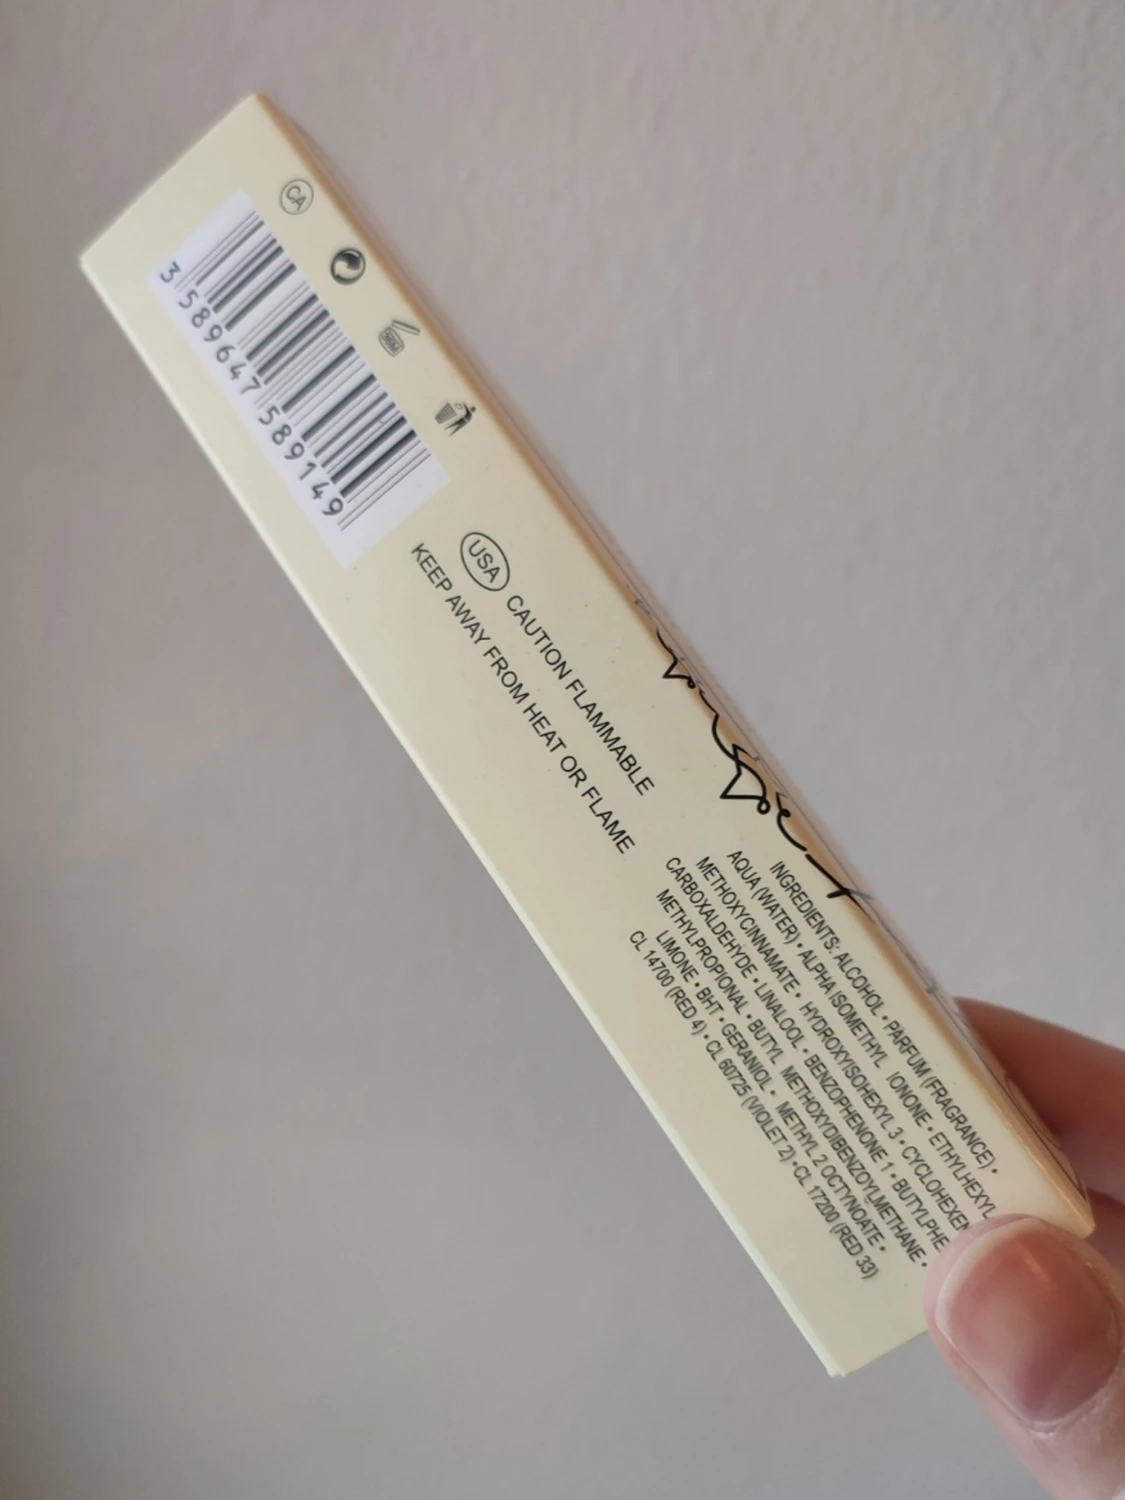 CA
3 589647 589149
36M
USA CAUTION FLAMMABLE
KEEP AWAY FROM HEAT OR FLAME
INGREDIENTS: ALCOHOL • PARFUM (FRAGRANCE) •
AQUA (WATER) • ALPHA ISOMETHYL IONONE • ETHYLHEXYL
METHOXYCINNAMATE • HYDROXYISOHEXYL 3 • CYCLOHEXEN
CARBOXALDEHYDE • LINALOOL • BENZOPHENONE 1 • BUTYLPHE
METHYLPROPIONAL • BUTYL METHOXYDIBENZOYLMETHANE •
LIMONE • BHT • GERANIOL • METHYL 2 OCTYNOATE •
CL 14700 (RED 4) • CL 60725 (VIOLET 2) • CL 17200 (RED 33)